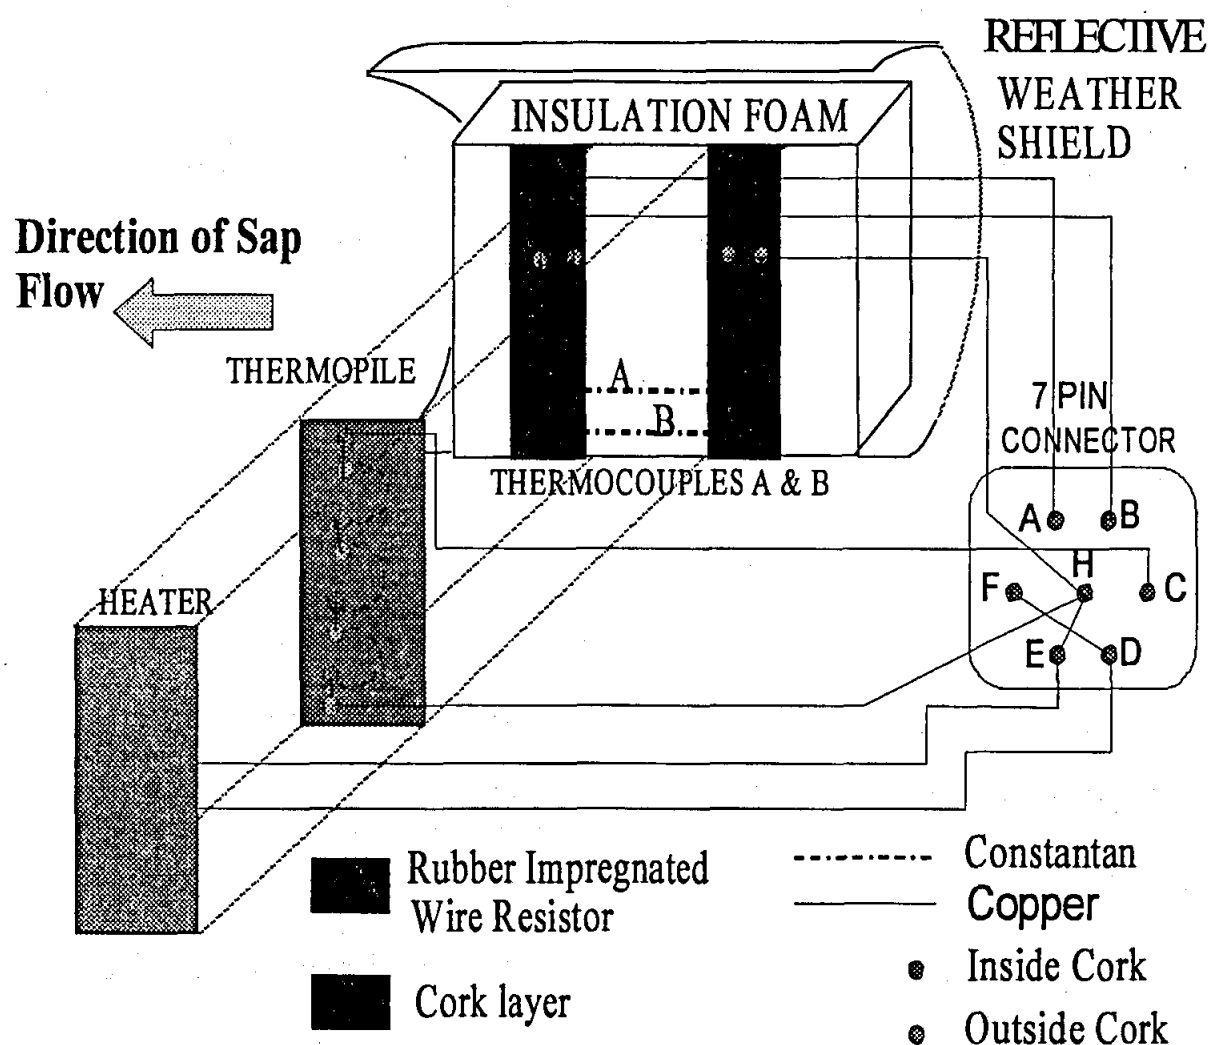 REFLECTIVE
WEATHER
SHIELD
INSULATION FOAM
Direction of Sap
Flow
THERMOPILE
A
B
THERMOCOUPLES A & B
7 PIN
CONNECTOR
A
B
H
F
C
E
D
HEATER
Rubber Impregnated
Wire Resistor
Cork layer
Constantan
Copper
Inside Cork
Outside Cork